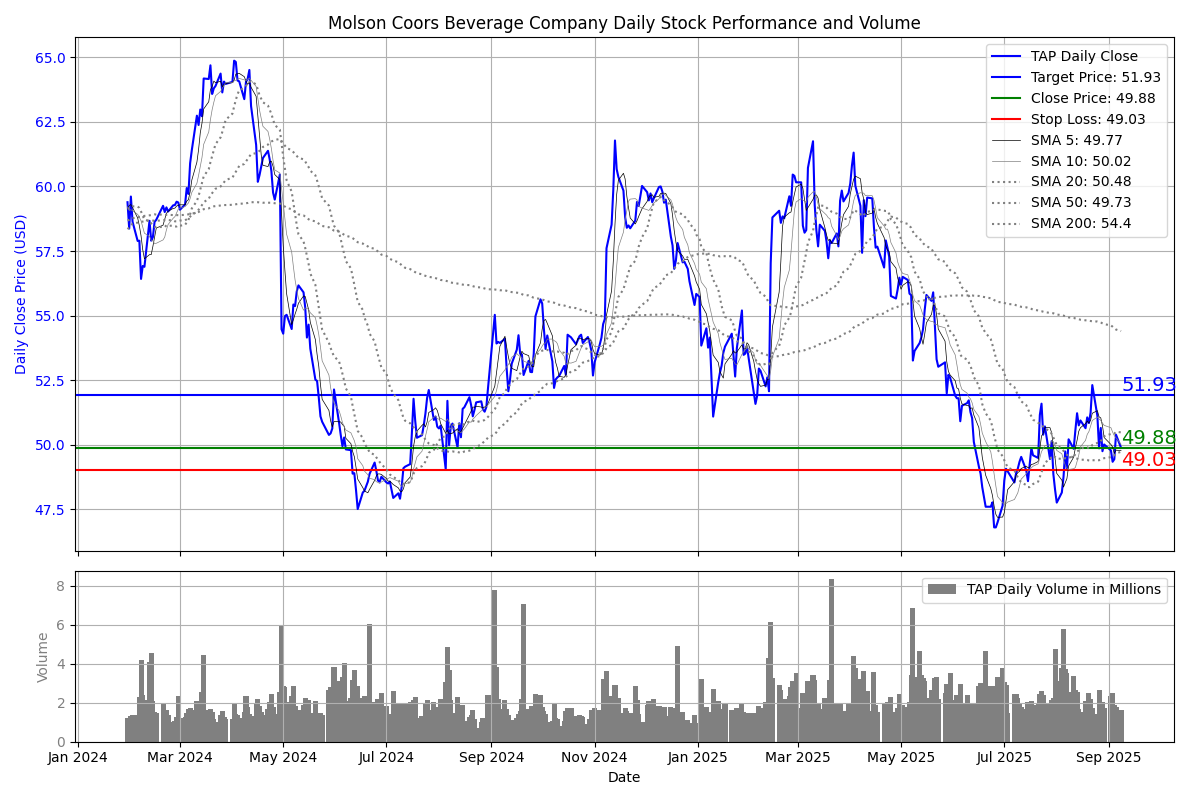 Molson Coors Beverage Company Daily Stock Performance and Volume
Daily Close Price (USD)
65.0
62.5
60.0
57.5
55.0
52.5
50.0
47.5
TAP Daily Close
Target Price: 51.93
Close Price: 49.88
Stop Loss: 49.03
SMA 5: 49.77
SMA 10: 50.02
SMA 20: 50.48
SMA 50: 49.73
SMA 200: 54.4
51.93
49.88
49.03
Volume
8
6
4
2
0
TAP Daily Volume in Millions
Jan 2024
Mar 2024
May 2024
Jul 2024
Sep 2024
Nov 2024
Jan 2025
Mar 2025
May 2025
Jul 2025
Sep 2025
Date